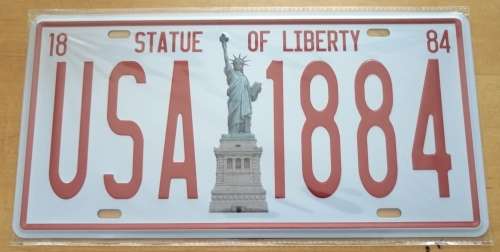 18 STATUE OF LIBERTY 84
USA 1884